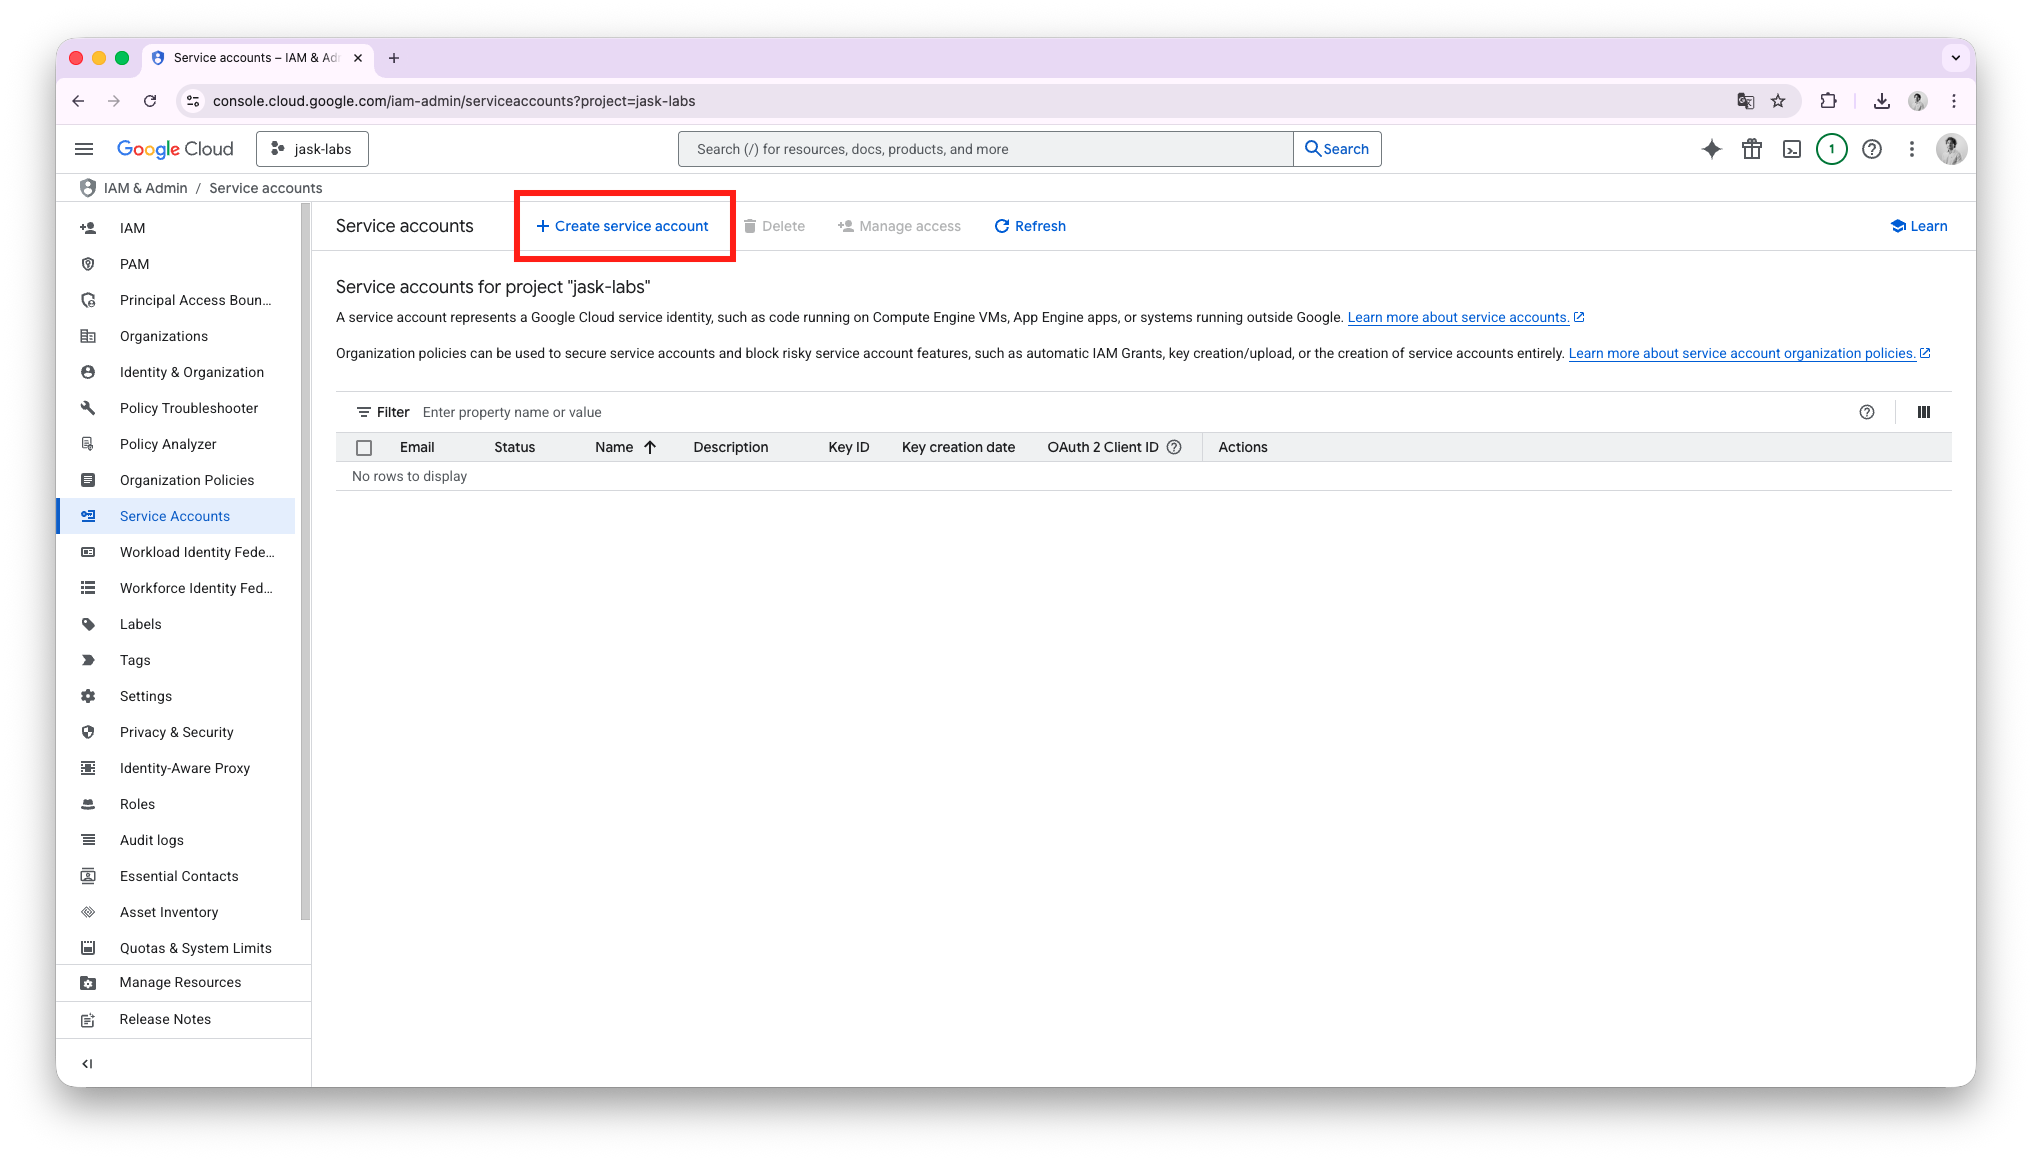 Service accounts – IAM & Ad
console.cloud.google.com/iam-admin/serviceaccounts?project=jask-labs
Google Cloud
jask-labs
Search (/) for resources, docs, products, and more
Search
1
IAM & Admin / Service accounts
IAM
PAM
Principal Access Boun...
Organizations
Identity & Organization
Policy Troubleshooter
Policy Analyzer
Organization Policies
Service Accounts
Workload Identity Fede...
Workforce Identity Fed...
Labels
Tags
Settings
Privacy & Security
Identity-Aware Proxy
Roles
Audit logs
Essential Contacts
Asset Inventory
Quotas & System Limits
Manage Resources
Release Notes
Service accounts
+ Create service account
Delete
Manage access
Refresh
Learn
Service accounts for project "jask-labs"
A service account represents a Google Cloud service identity, such as code running on Compute Engine VMs, App Engine apps, or systems running outside Google. Learn more about service accounts.
Organization policies can be used to secure service accounts and block risky service account features, such as automatic IAM Grants, key creation/upload, or the creation of service accounts entirely. Learn more about service account organization policies.
Filter Enter property name or value
Email Status Name Description Key ID Key creation date OAuth 2 Client ID Actions
No rows to display